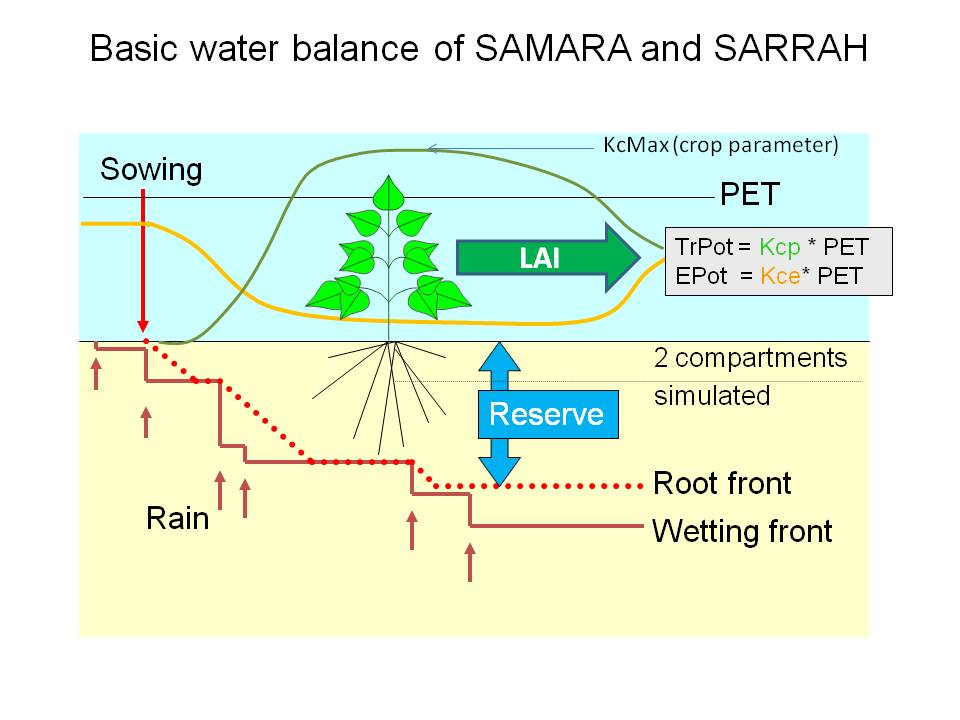 Basic water balance of SAMARA and SARRAH
KcMax (crop parameter)
Sowing
PET
TrPot = Kcp * PET
EPot = Kce* PET
LAI
2 compartments
simulated
Reserve
Root front
Rain
Wetting front